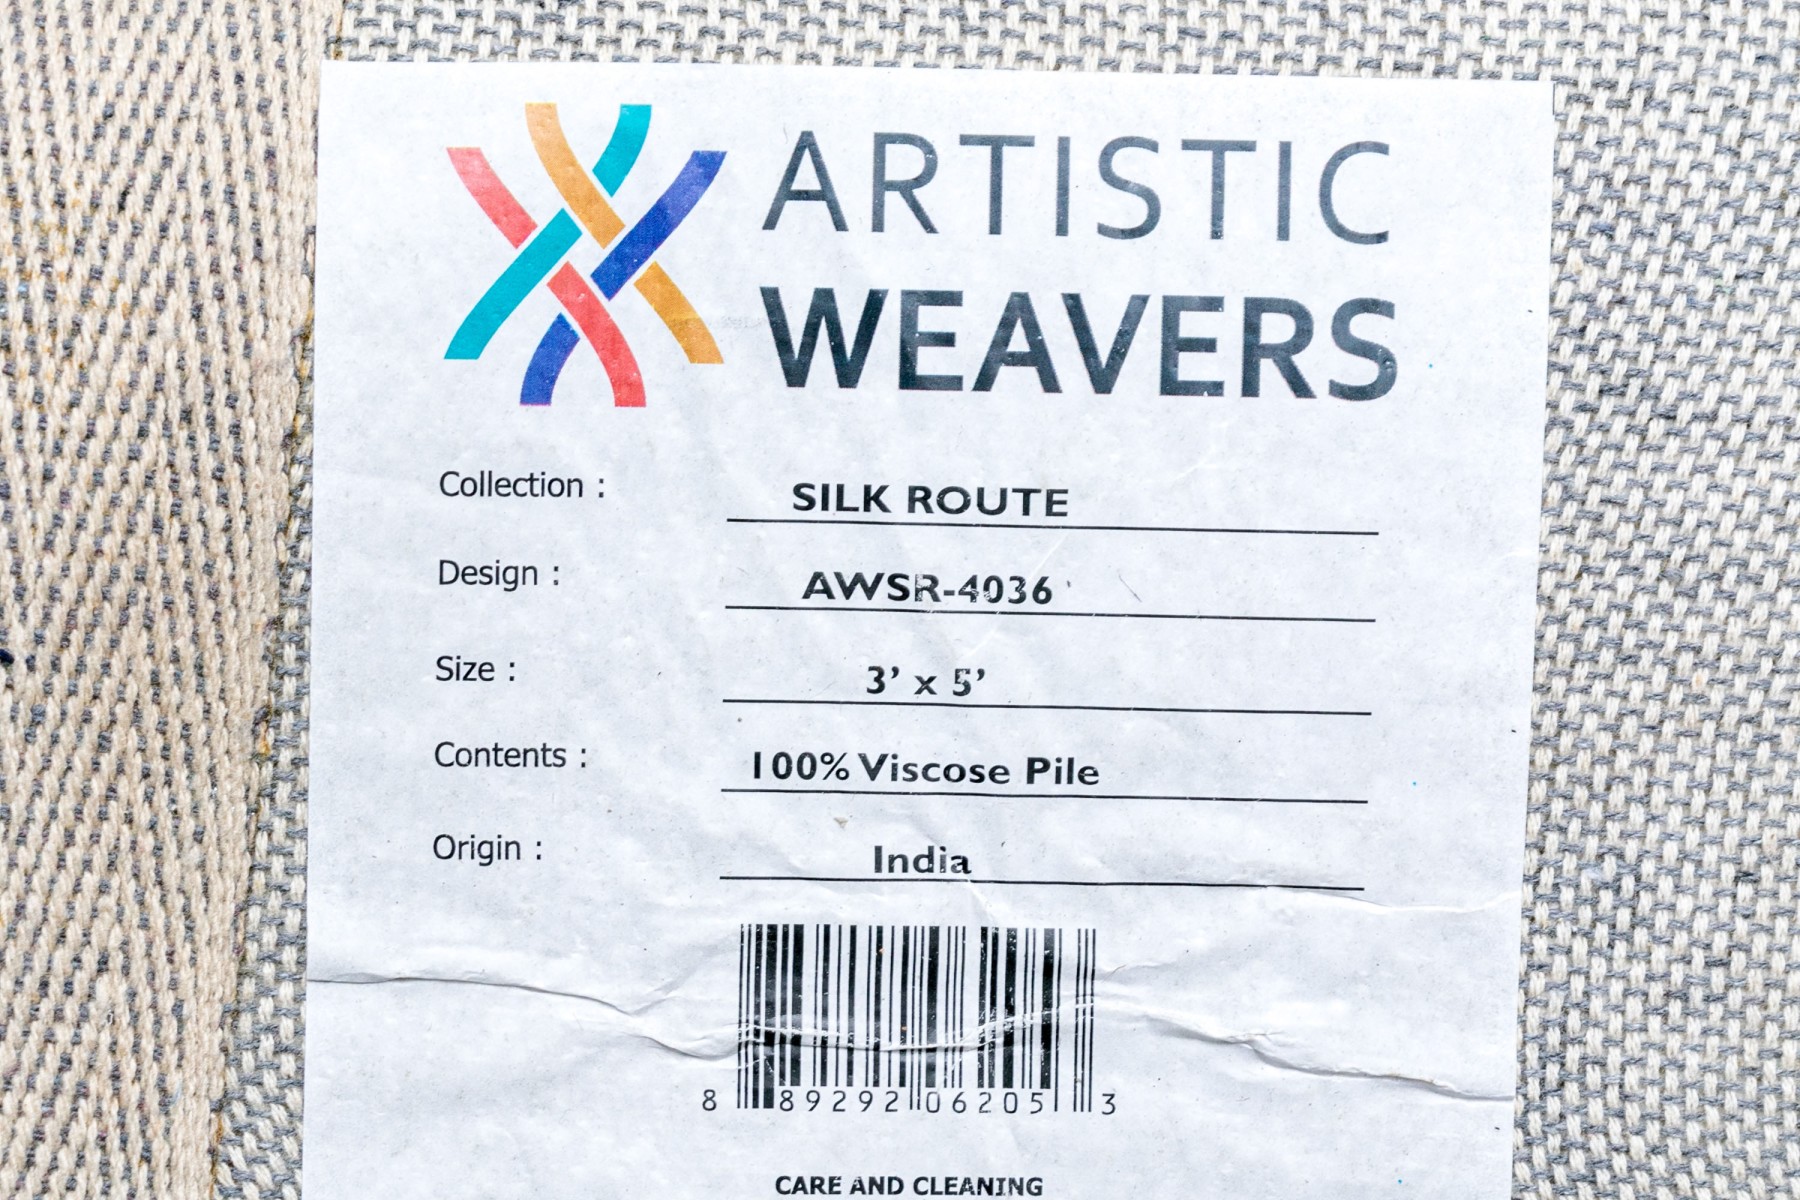 ARTISTIC
WEAVERS
Collection : SILK ROUTE
Design : AWSR-4036
Size : 3' x 5'
Contents : 100% Viscose Pile
Origin : India
8 89292 06205 3
CARE AND CLEANING